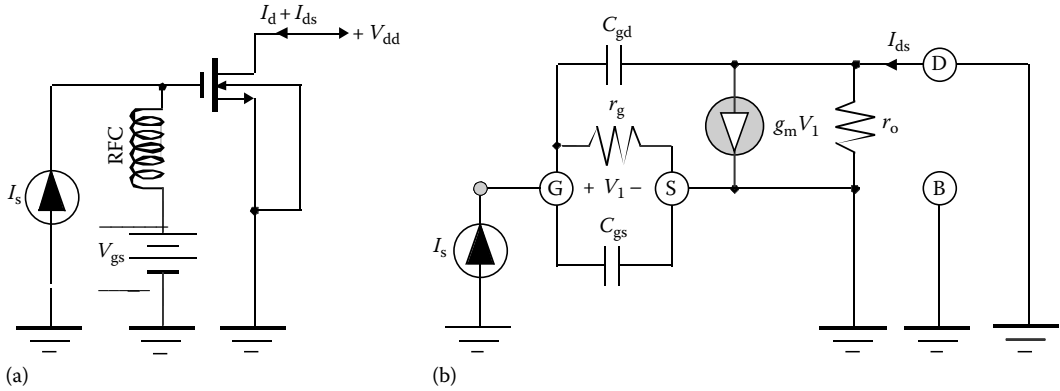 I_d + I_ds
+ V_dd
RFC
I_s
V_gs
(a)
C_gd
I_ds
D
r_g
g_m V_1
r_o
G
+ V_1 −
S
B
I_s
C_gs
(b)